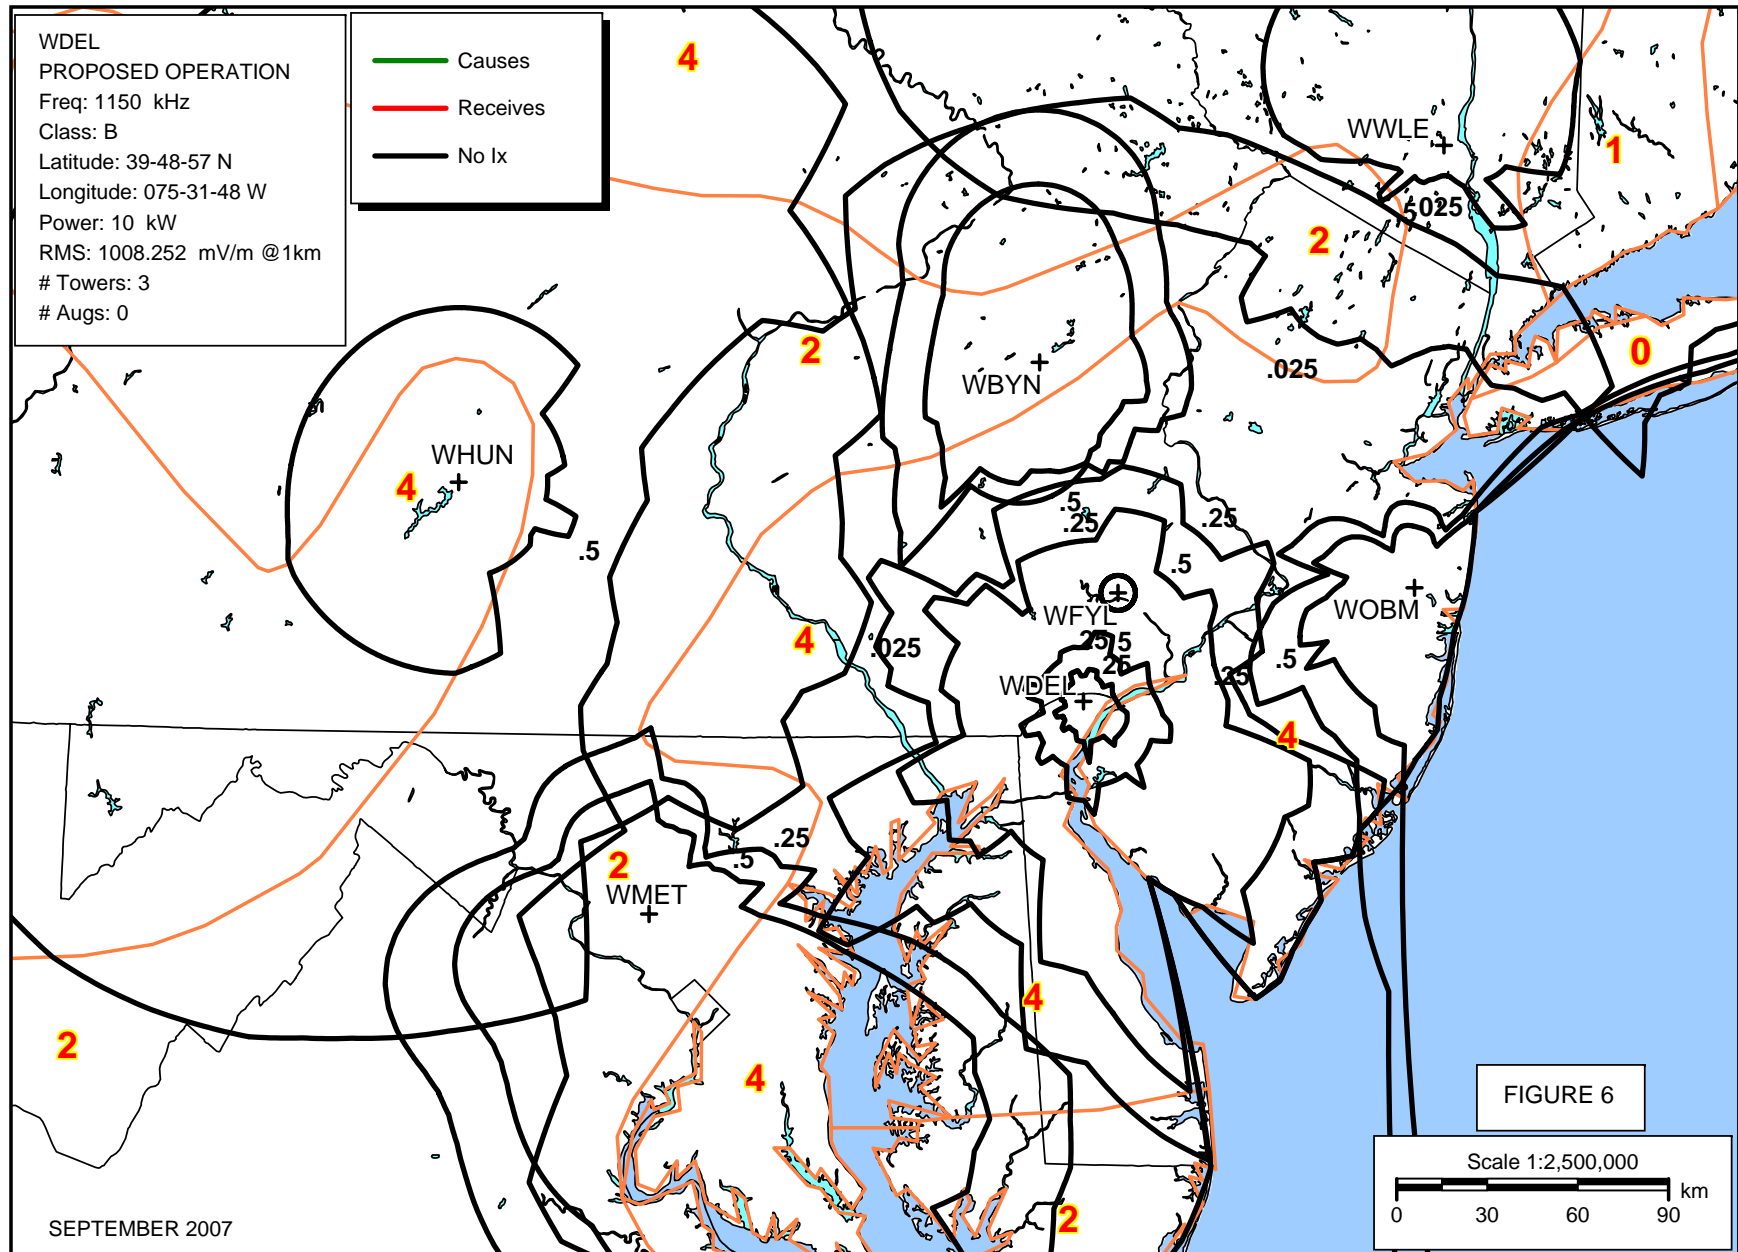 WDEL
PROPOSED OPERATION
Freq: 1150 kHz
Class: B
Latitude: 39-48-57 N
Longitude: 075-31-48 W
Power: 10 kW
RMS: 1008.252 mV/m @1km
# Towers: 3
# Augs: 0
Causes
Receives
No Ix
4
WWLE
1
.5
.025
2
2
0
WBYN
.025
WHUN
4
.5
.5
.25
.25
.5
WFYL
WOBM
4
.025
.25
.5
.25
.5
.25
WDEL
4
.25
.5
2
WMET
4
2
4
2
FIGURE 6
Scale 1:2,500,000
km
0 30 60 90
SEPTEMBER 2007